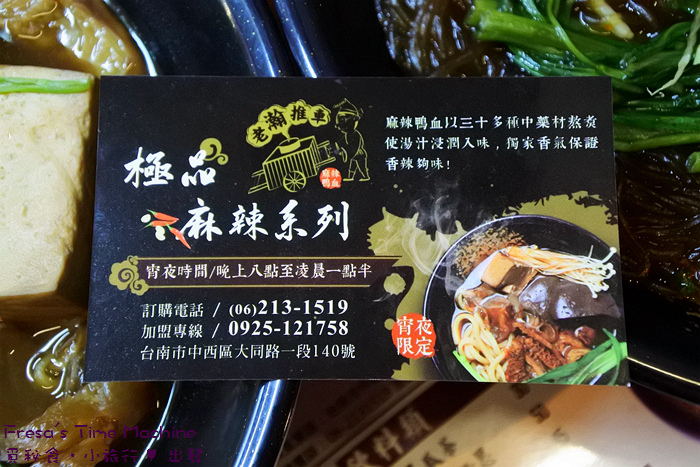 老瀚推車
麻辣
鴨血
極品
麻辣系列
麻辣鴨血以三十多種中藥材熬煮
使湯汁浸潤入味,獨家香氣保證
香辣夠味!
宵夜時間/晚上八點至凌晨一點半
訂購電話 / (06)213-1519
加盟專線 / 0925-121758
台南市中西區大同路一段140號
宵夜
限定
Fresa's Time Machine